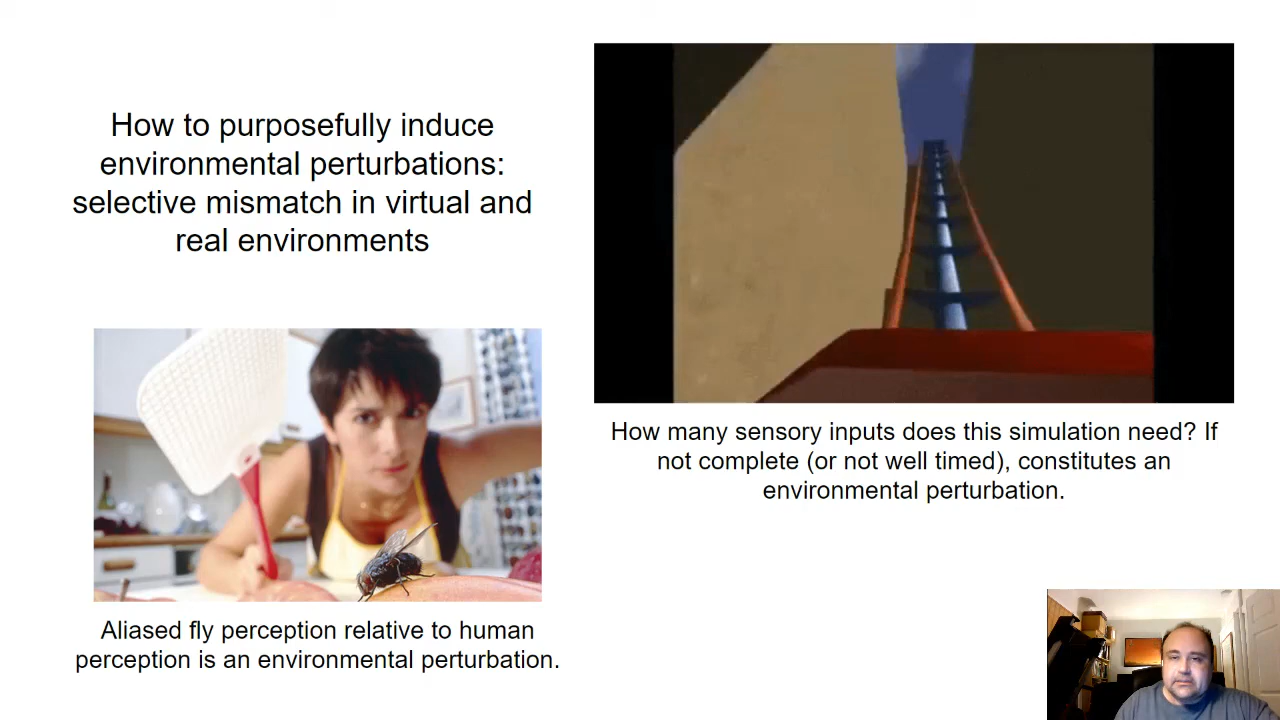 How to purposefully induce
environmental perturbations:
selective mismatch in virtual and
real environments
How many sensory inputs does this simulation need? If
not complete (or not well timed), constitutes an
environmental perturbation.
Aliased fly perception relative to human
perception is an environmental perturbation.